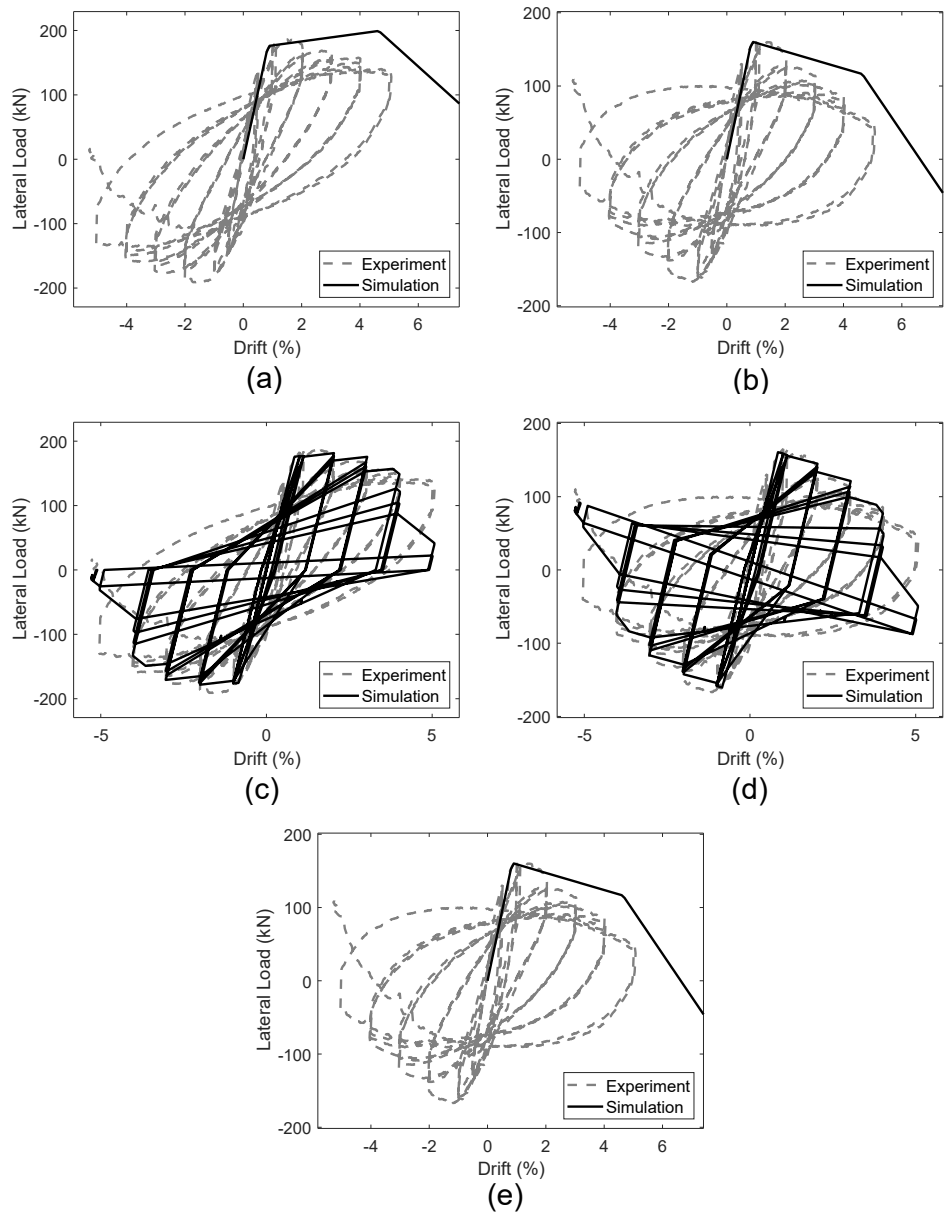 200
100
0
-100
-200
Lateral Load (kN)
-4 -2 0 2 4 6
Drift (%)
Experiment
Simulation
(a)
200
100
0
-100
-200
Lateral Load (kN)
-4 -2 0 2 4 6
Drift (%)
Experiment
Simulation
(b)
200
100
0
-100
-200
Lateral Load (kN)
-5 0 5
Drift (%)
Experiment
Simulation
(c)
200
100
0
-100
-200
Lateral Load (kN)
-5 0 5
Drift (%)
Experiment
Simulation
(d)
200
100
0
-100
-200
Lateral Load (kN)
-4 -2 0 2 4 6
Drift (%)
Experiment
Simulation
(e)